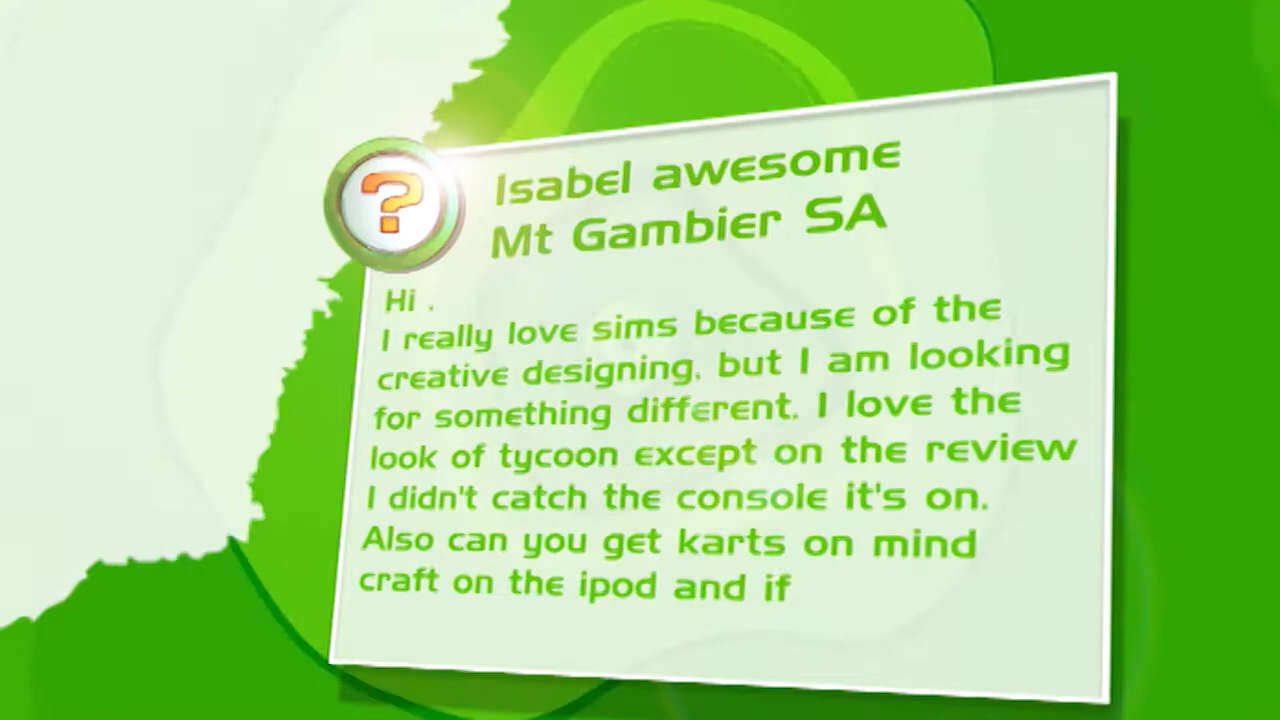 ?
Isabel awesome
Mt Gambier SA
Hi .
I really love sims because of the
creative designing, but I am looking
for something different. I love the
look of tycoon except on the review
I didn't catch the console it's on.
Also can you get karts on mind
craft on the ipod and if